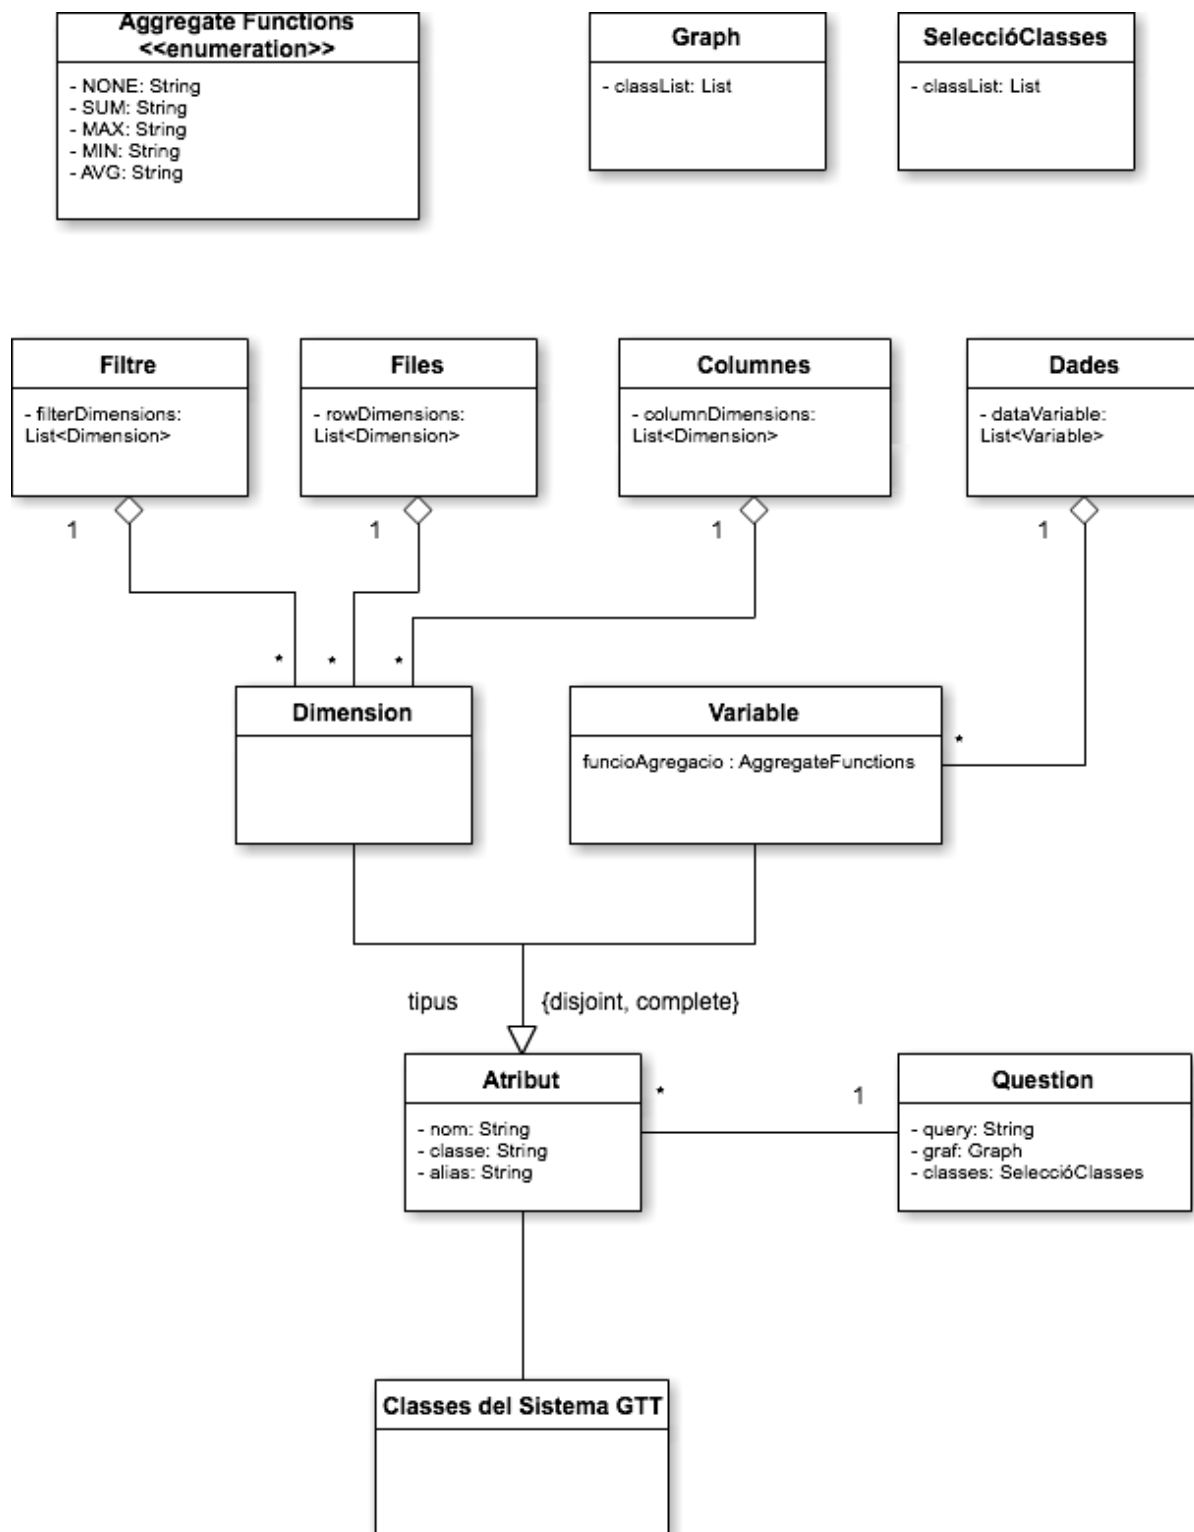 Aggregate Functions
<<enumeration>>
- NONE: String
- SUM: String
- MAX: String
- MIN: String
- AVG: String
Graph
- classList: List
SeleccióClasses
- classList: List
Filtre
- filterDimensions:
List<Dimension>
Files
- rowDimensions:
List<Dimension>
Columnes
- columnDimensions:
List<Dimension>
Dades
- dataVariable:
List<Variable>
1
1
1
1
*
*
*
Dimension
Variable
funcioAgregacio : AggregateFunctions
*
tipus
{disjoint, complete}
Atribut
- nom: String
- classe: String
- alias: String
*
1
Question
- query: String
- graf: Graph
- classes: SeleccióClasses
Classes del Sistema GTT